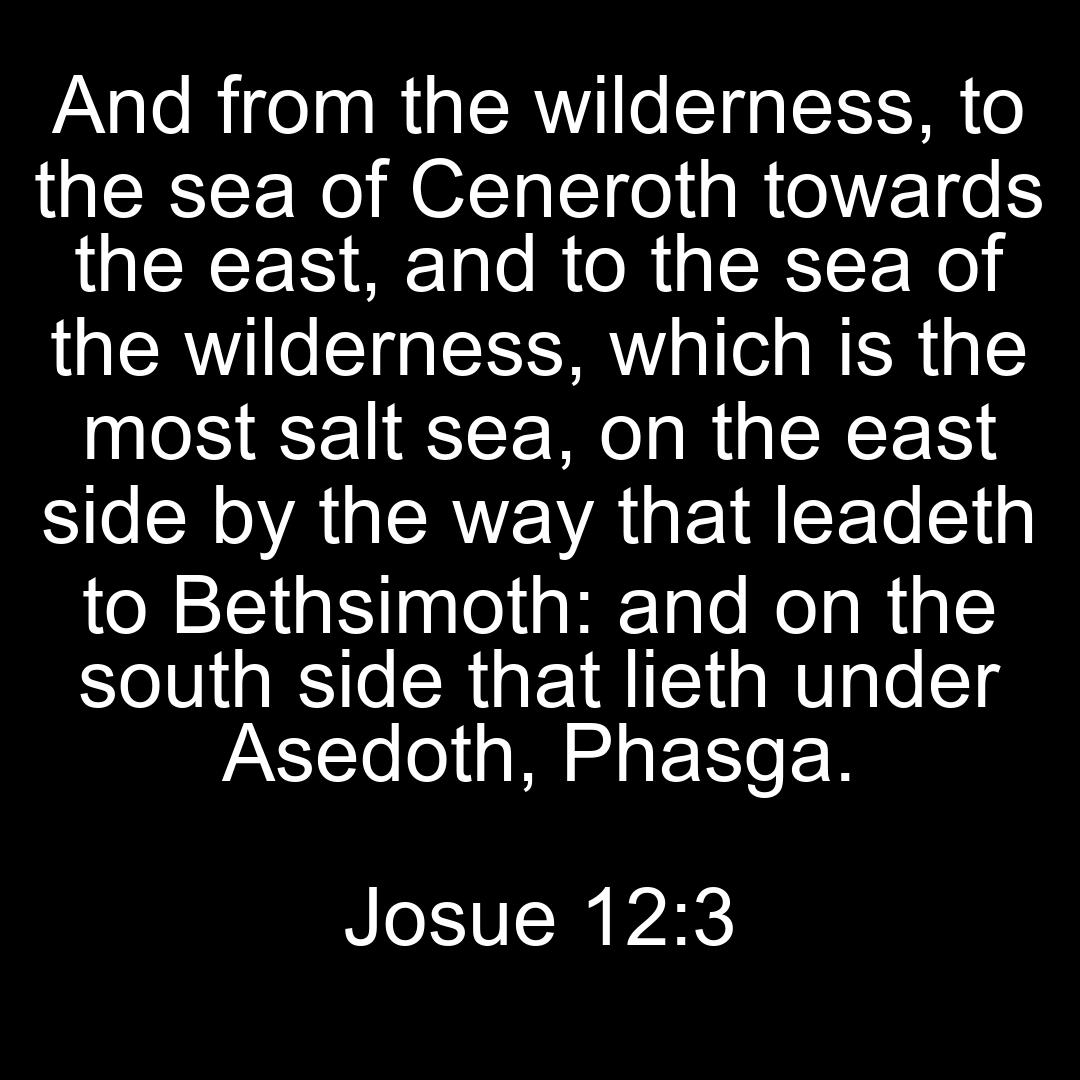 And from the wilderness, to
the sea of Ceneroth towards
the east, and to the sea of
the wilderness, which is the
most salt sea, on the east
side by the way that leadeth
to Bethsimoth: and on the
south side that lieth under
Asedoth, Phasga.
Josue 12:3